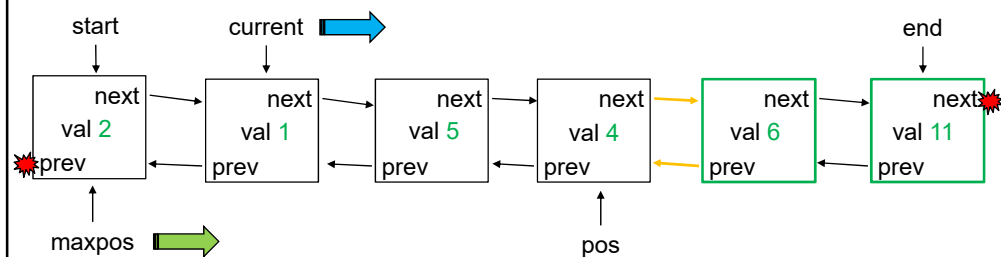 start current end
next next next next next next
val 2 val 1 val 5 val 4 val 6 val 11
prev prev prev prev prev prev
maxpos pos